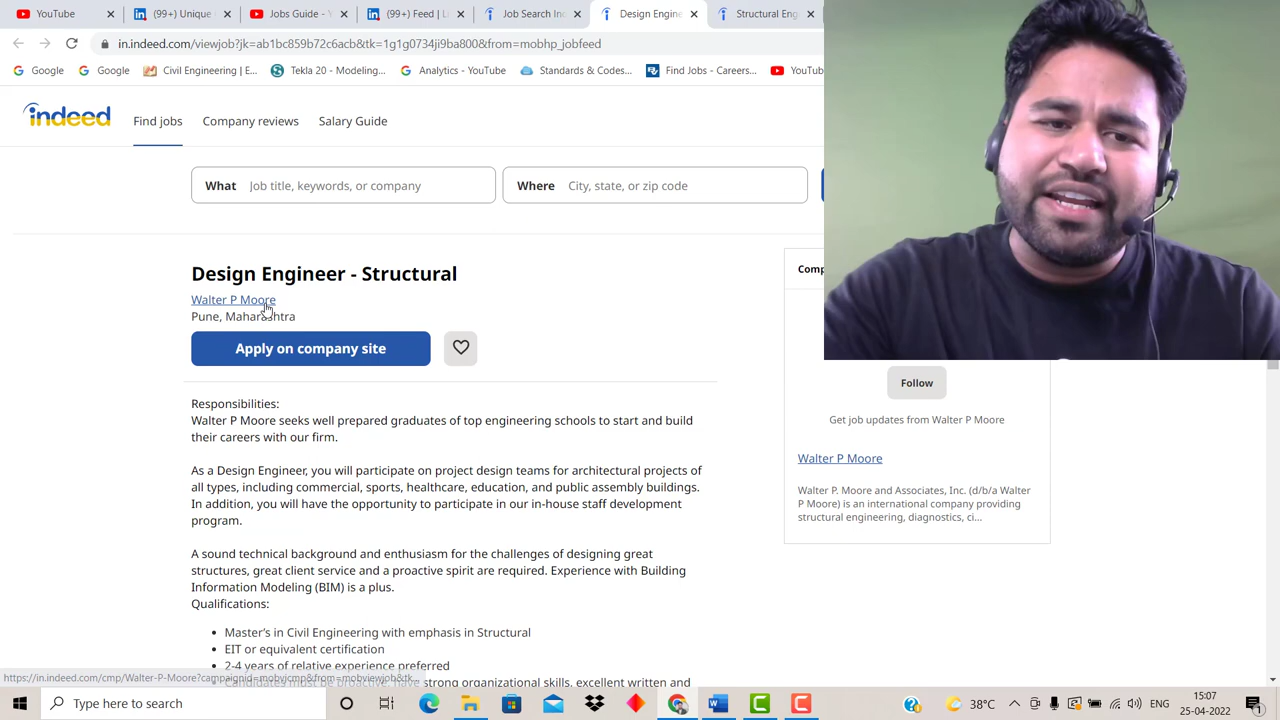 YouTube - V
(99+) Linke
YouTube - Y
(99+) Linke
Job Search In
Design Engine
Structural Eng
in.indeed.com/viewjob?jk=ab1bc859b72c6acb&tk=1g1g0734ji9ba800&from=mobhp_jobfeed
Google
Google
Civil Engineering | E...
Tekla 20 - Modeling...
Analytics - YouTube
Standards & Codes...
Find Jobs - Careers...
YouTu
indeed
Find jobs
Company reviews
Salary Guide
What Job title, keywords, or company
Where City, state, or zip code
Design Engineer - Structural
Walter P Moore
Pune, Maharashtra
Apply on company site
Responsibilities:
Walter P Moore seeks well prepared graduates of top engineering schools to start and build
their careers with our firm.
As a Design Engineer, you will participate on project design teams for architectural projects of
all types, including commercial, sports, healthcare, education, and public assembly buildings.
In addition, you will have the opportunity to participate in our in-house staff development
program.
A sound technical background and enthusiasm for the challenges of designing great
structures, great client service and a proactive spirit are required. Experience with Building
Information Modeling (BIM) is a plus.
Qualifications:
• Master's in Civil Engineering with emphasis in Structural
• EIT or equivalent certification
• 2-4 years of relative experience preferred
strong organizational skills, excellent written and
Comp
Follow
Get job updates from Walter P Moore
Walter P Moore
Walter P. Moore and Associates, Inc. (d/b/a Walter
P Moore) is an international company providing
structural engineering, diagnostics, ci...
https://in.indeed.com/cmp/Walter-P-Moore?campaignid=mobvjcmp&from=mobviewjob&tk...
Type here to search
38°C
ENG
15:07
25-04-2022
1